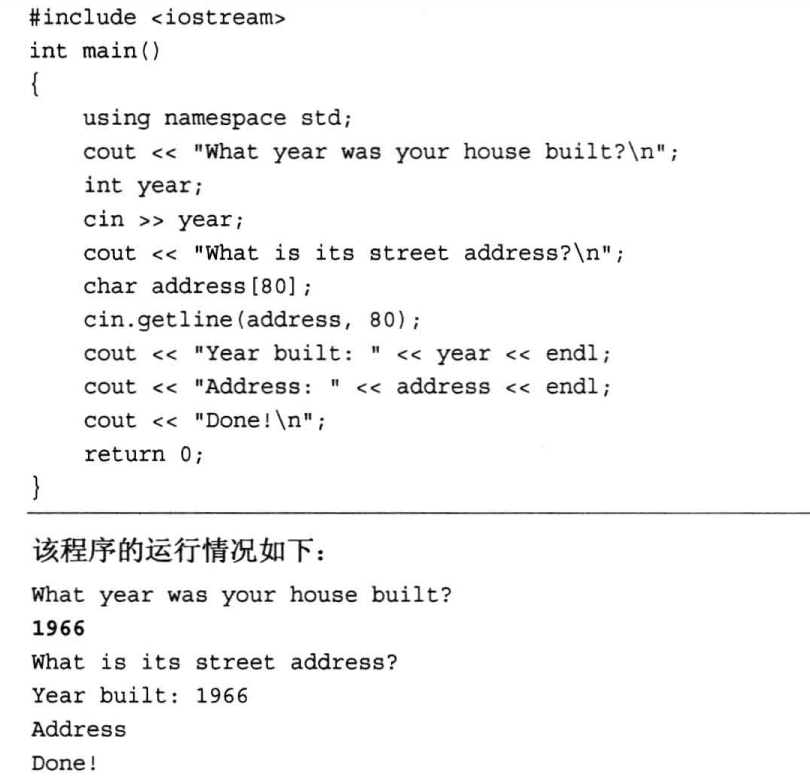 #include <iostream>
int main()
{
    using namespace std;
    cout << "What year was your house built?\n";
    int year;
    cin >> year;
    cout << "What is its street address?\n";
    char address[80];
    cin.getline(address, 80);
    cout << "Year built: " << year << endl;
    cout << "Address: " << address << endl;
    cout << "Done!\n";
    return 0;
}
该程序的运行情况如下：
What year was your house built?
1966
What is its street address?
Year built: 1966
Address
Done!